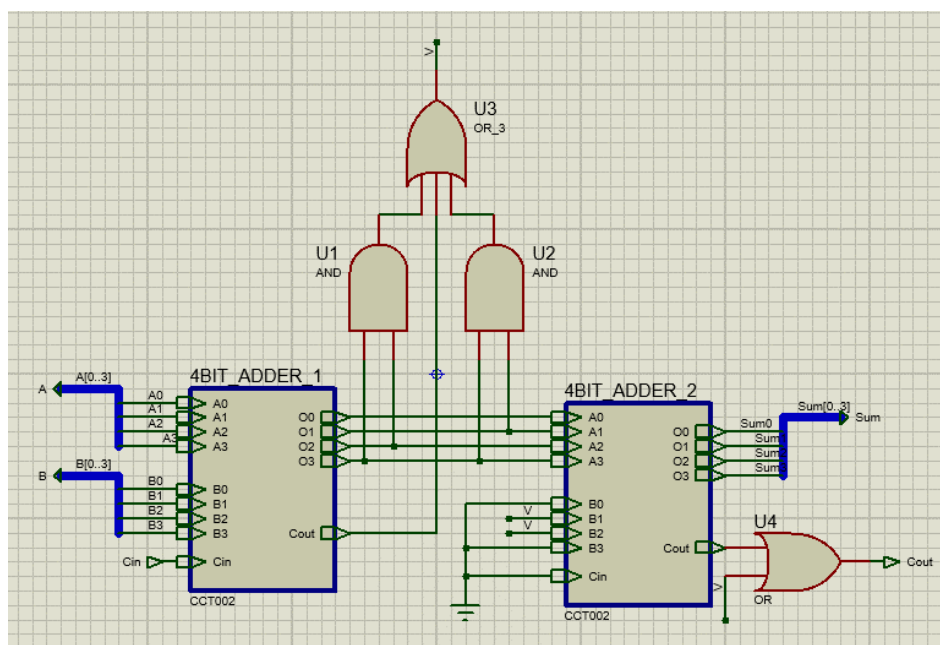 V
U3
OR_3
U1
AND
U2
AND
4BIT_ADDER_1
A
A[0..3]
A0
A1
A2
A3
A0
A1
A2
A3
O0
O1
O2
O3
B
B[0..3]
B0
B1
B2
B3
B0
B1
B2
B3
Cout
Cin
Cin
CCT002
4BIT_ADDER_2
A0
A1
A2
A3
O0
O1
O2
O3
Sum[0..3]
Sum0
Sum
Sum
Sum
Sum
V
V
B0
B1
B2
B3
Cout
Cin
CCT002
U4
V
OR
Cout